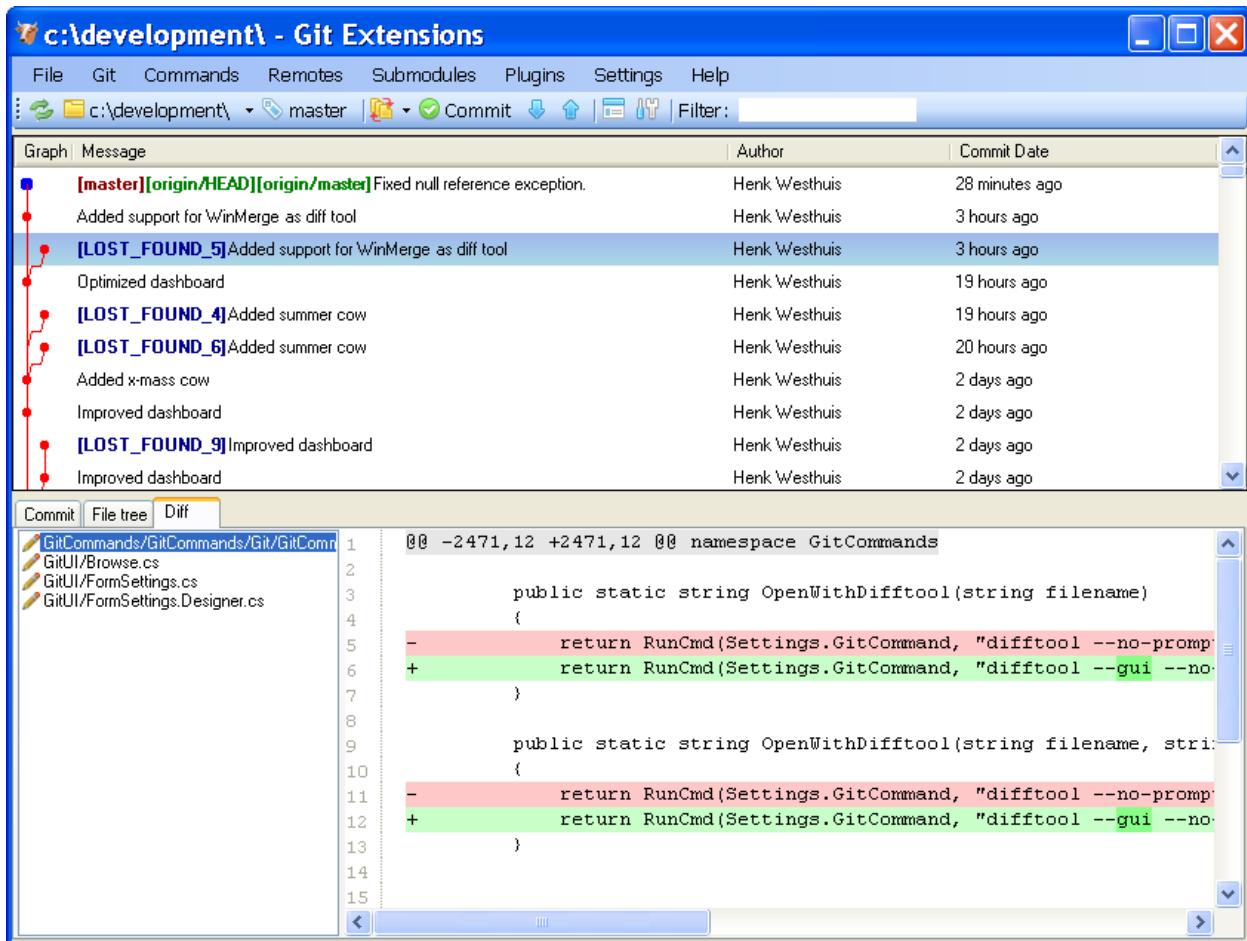 c:\development\ - Git Extensions
File Git Commands Remotes Submodules Plugins Settings Help
c:\development\ master Commit Filter:
Graph Message Author Commit Date
[master][origin/HEAD][origin/master]Fixed null reference exception. Henk Westhuis 28 minutes ago
Added support for WinMerge as diff tool Henk Westhuis 3 hours ago
[LOST_FOUND_5]Added support for WinMerge as diff tool Henk Westhuis 3 hours ago
Optimized dashboard Henk Westhuis 19 hours ago
[LOST_FOUND_4]Added summer cow Henk Westhuis 19 hours ago
[LOST_FOUND_6]Added summer cow Henk Westhuis 20 hours ago
Added x-mass cow Henk Westhuis 2 days ago
Improved dashboard Henk Westhuis 2 days ago
[LOST_FOUND_9]Improved dashboard Henk Westhuis 2 days ago
Improved dashboard Henk Westhuis 2 days ago
Commit File tree Diff
GitCommands/GitCommands/Git/GitComm
GitUI/Browse.cs
GitUI/FormSettings.cs
GitUI/FormSettings.Designer.cs
1 @@ -2471,12 +2471,12 @@ namespace GitCommands
2
3 public static string OpenWithDifftool(string filename)
4 {
5 - return RunCmd(Settings.GitCommand, "difftool --no-promp
6 + return RunCmd(Settings.GitCommand, "difftool --gui --no-
7 }
8
9 public static string OpenWithDifftool(string filename, stri
10 {
11 - return RunCmd(Settings.GitCommand, "difftool --no-promp
12 + return RunCmd(Settings.GitCommand, "difftool --gui --no-
13 }
14
15